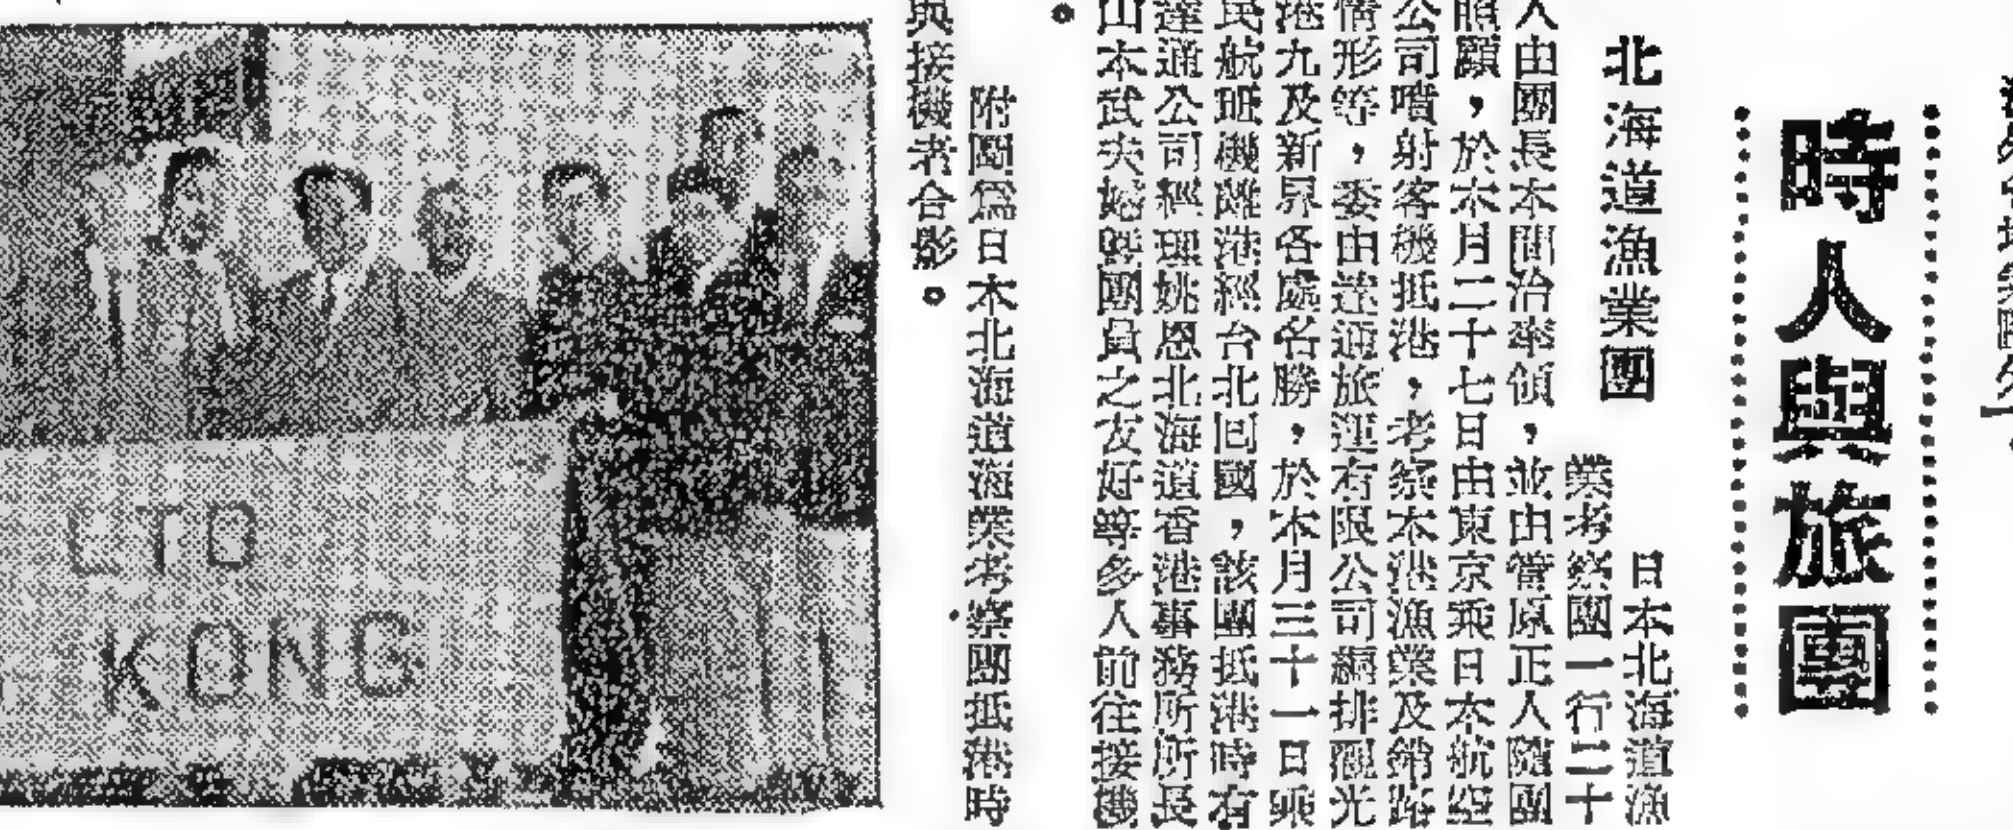 時人與旅團
北海道漁業團
日本北海道漁
業考察團一行二十
人由團長本間治率領，並由管原正人隨團
照顧，於本月二十七日由東京乘日本航空
公司噴射客機抵港，考察本港漁業及銷路
情形等，委由達通旅運有限公司編排觀光
港九及新界各處名勝，於本月三十一日乘
民航班機離港經台北回國，該團抵港時有
達通公司經理姚恩北海道香港事務所所長
山本武夫婦暨團員之友好等多人前往接機
。
附圖為日本北海道漁業考察團抵港時
與接機者合影。
LTD
KONG